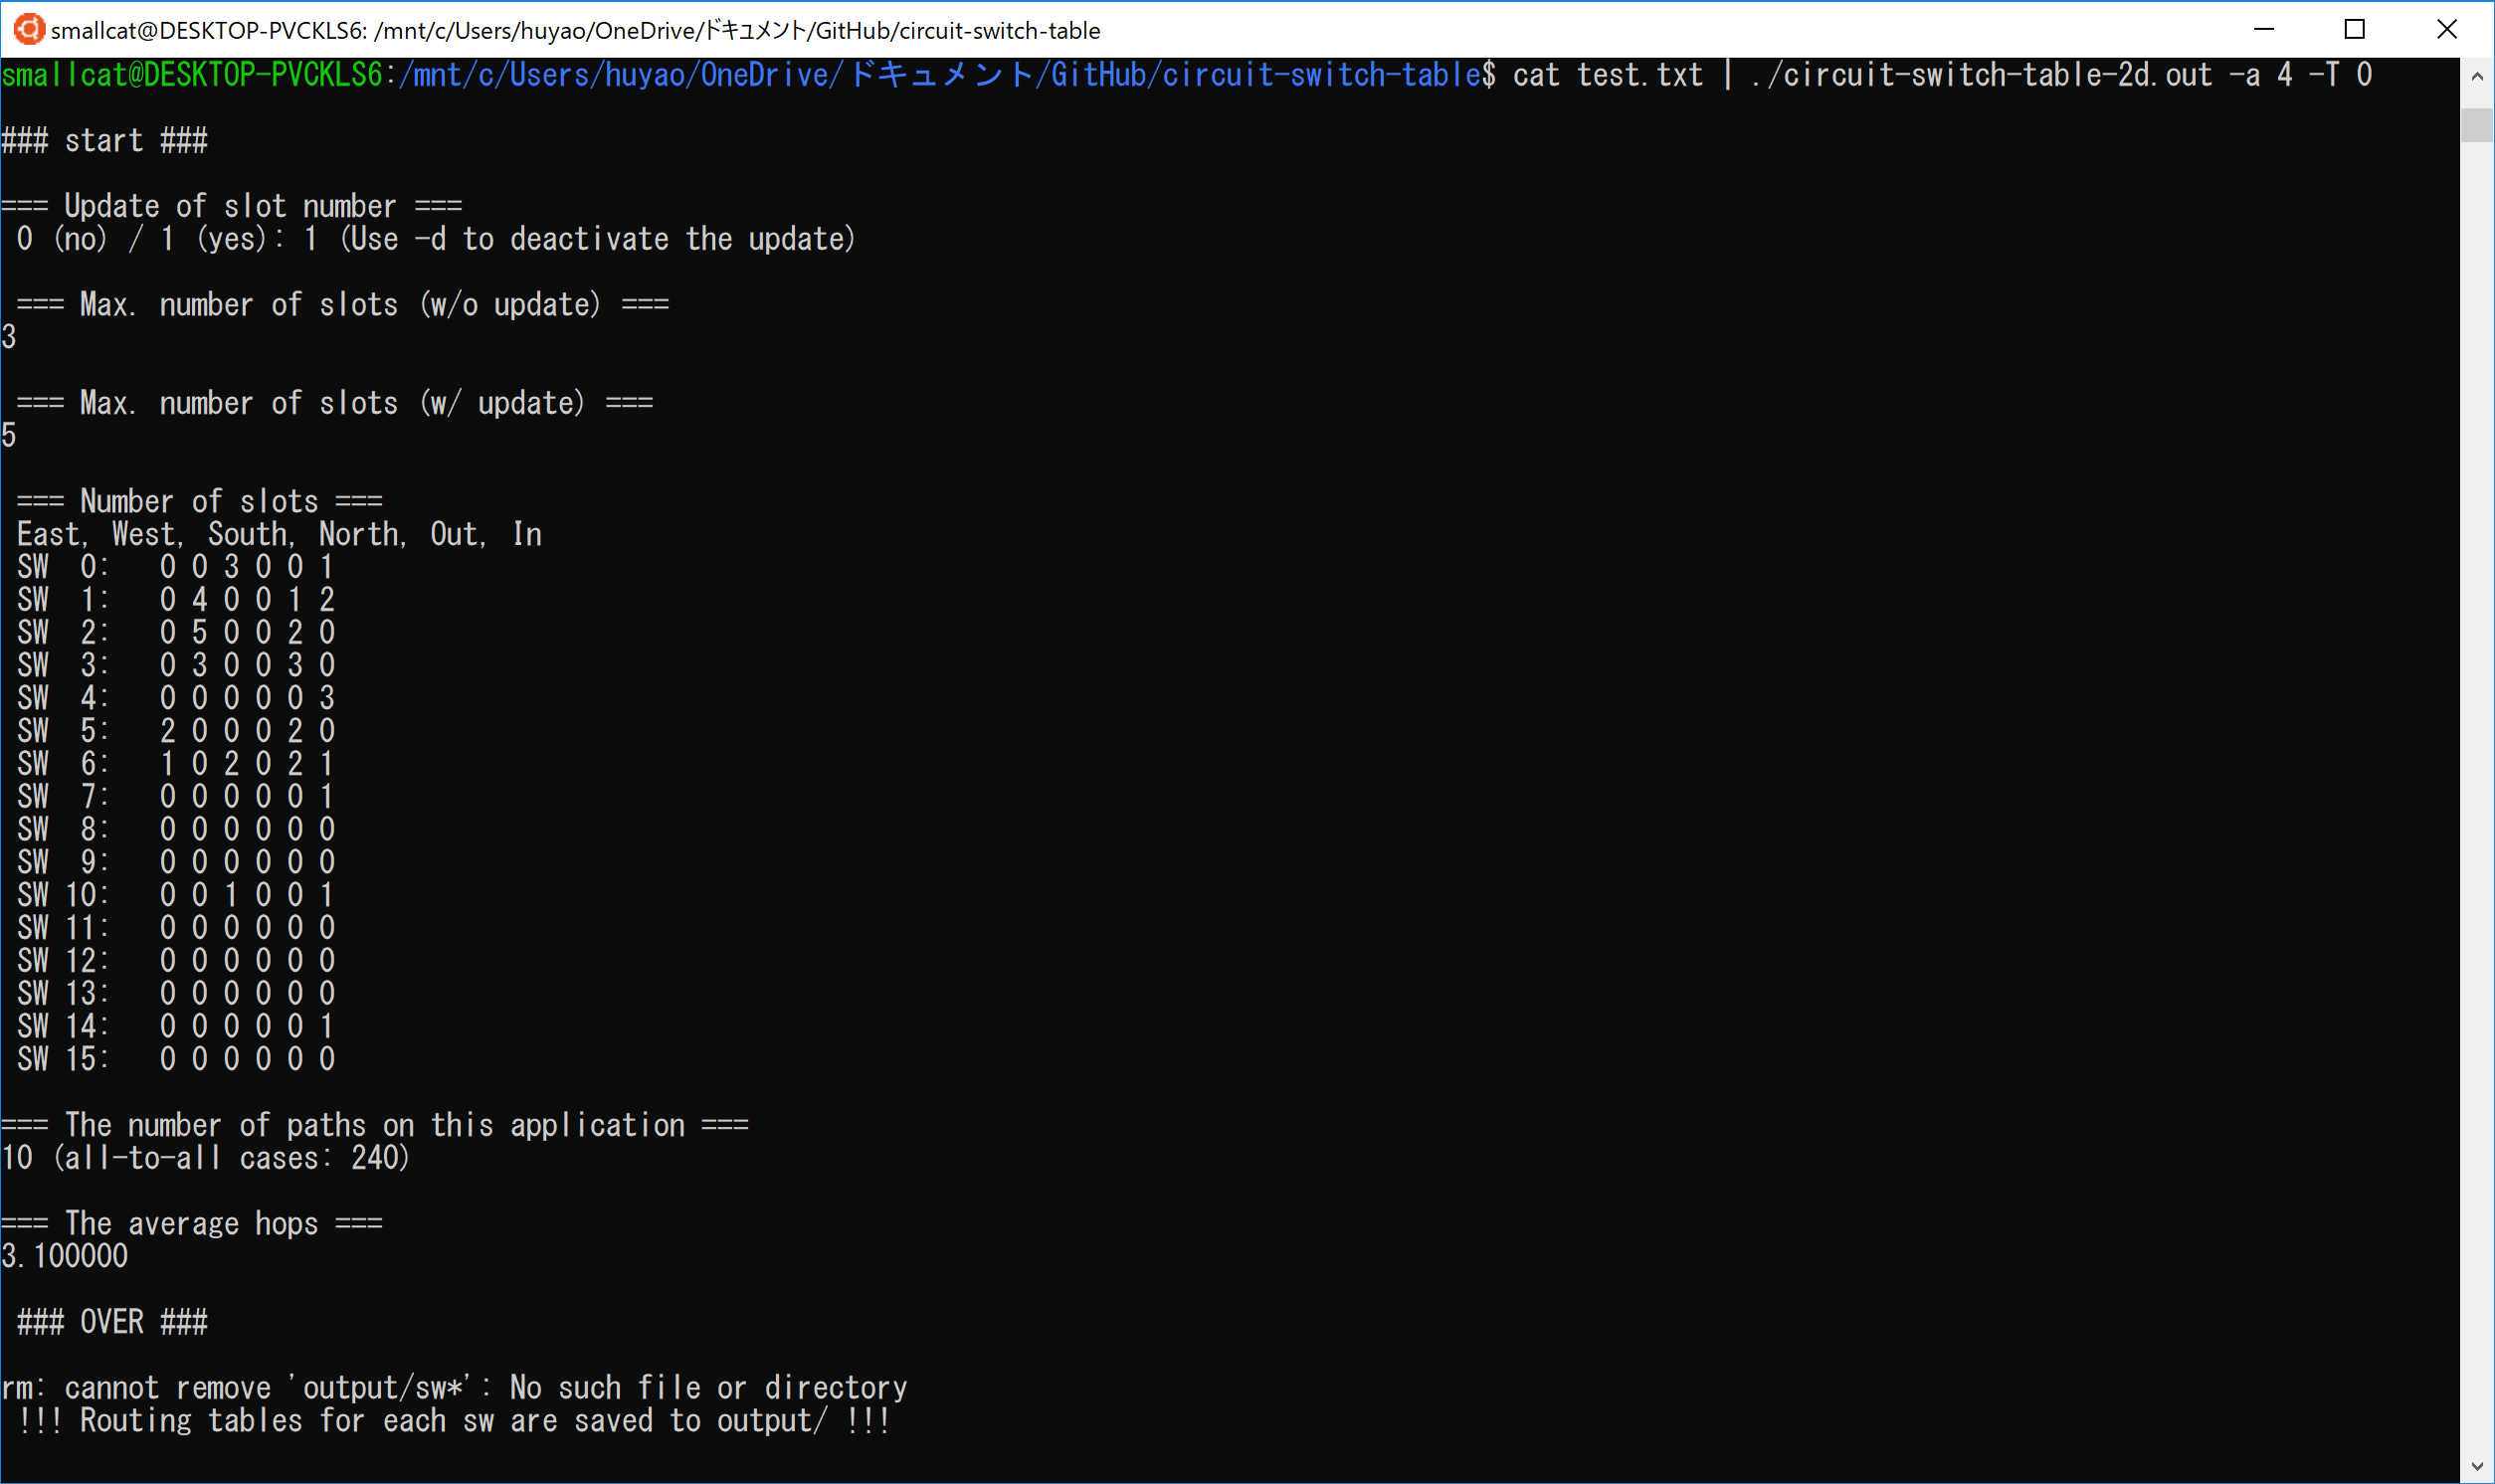 smallcat@DESKTOP-PVCKLS6: /mnt/c/Users/huyao/OneDrive/ドキュメント/GitHub/circuit-switch-table
smallcat@DESKTOP-PVCKLS6:/mnt/c/Users/huyao/OneDrive/ドキュメント/GitHub/circuit-switch-table$ cat test.txt | ./circuit-switch-table-2d.out -a 4 -T 0
### start ###
=== Update of slot number ===
0 (no) / 1 (yes): 1 (Use -d to deactivate the update)
=== Max. number of slots (w/o update) ===
3
=== Max. number of slots (w/ update) ===
5
=== Number of slots ===
East, West, South, North, Out, In
SW  0:   0 0 3 0 0 1
SW  1:   0 4 0 0 1 2
SW  2:   0 5 0 0 2 0
SW  3:   0 3 0 0 3 0
SW  4:   0 0 0 0 0 3
SW  5:   2 0 0 0 2 0
SW  6:   1 0 2 0 2 1
SW  7:   0 0 0 0 0 1
SW  8:   0 0 0 0 0 0
SW  9:   0 0 0 0 0 0
SW 10:   0 0 1 0 0 1
SW 11:   0 0 0 0 0 0
SW 12:   0 0 0 0 0 0
SW 13:   0 0 0 0 0 0
SW 14:   0 0 0 0 0 1
SW 15:   0 0 0 0 0 0
=== The number of paths on this application ===
10 (all-to-all cases: 240)
=== The average hops ===
3.100000
### OVER ###
rm: cannot remove 'output/sw*': No such file or directory
!!! Routing tables for each sw are saved to output/ !!!